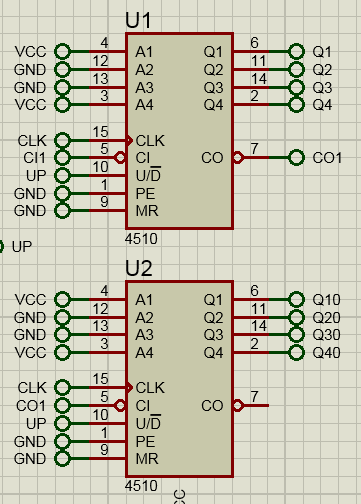 U1
VCC 4 A1 Q1 6 Q1
GND 12 A2 Q2 11 Q2
GND 13 A3 Q3 14 Q3
VCC 3 A4 Q4 2 Q4
CLK 15 CLK
CI1 5 CI CO 7 CO1
UP 10 U/D
GND 1 PE
GND 9 MR
4510
UP
U2
VCC 4 A1 Q1 6 Q10
GND 12 A2 Q2 11 Q20
GND 13 A3 Q3 14 Q30
VCC 3 A4 Q4 2 Q40
CLK 15 CLK
CO1 5 CI CO 7
UP 10 U/D
GND 1 PE
GND 9 MR
4510
CC